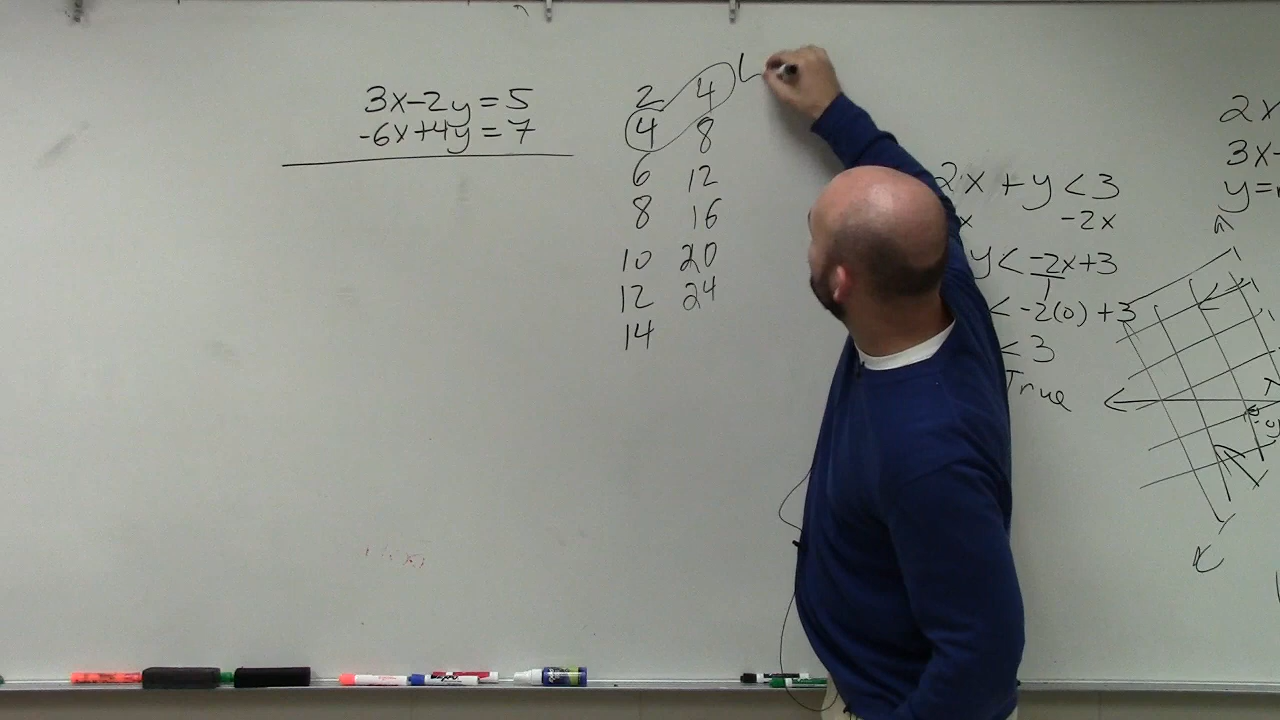 3x-2y=5
-6x+4y=7
2 4
4 8
6 12
8 16
10 20
12 24
14
L
2x+y<3
x -2x
y<-2x+3
1
<-2(0)+3
<3
True
2x
3x-
y=